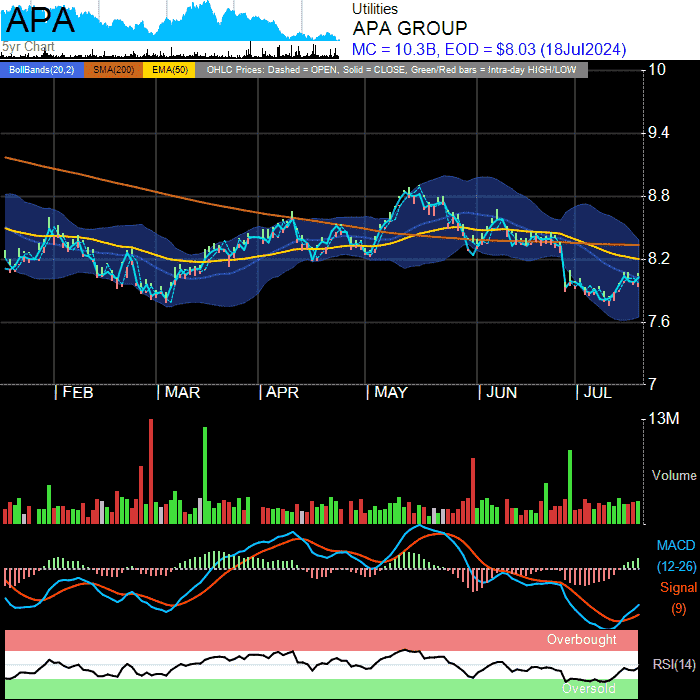 APA
5yr Chart
Utilities
APA GROUP
MC = 10.3B, EOD = $8.03 (18Jul2024)
BollBands(20,2) SMA(200) EMA(50) OHLC Prices: Dashed = OPEN, Solid = CLOSE, Green/Red bars = Intra-day HIGH/LOW
10
9.4
8.8
8.2
7.6
7
| FEB | MAR | APR | MAY | JUN | JUL
13M
Volume
MACD
(12-26)
Signal
(9)
Overbought
RSI(14)
Oversold